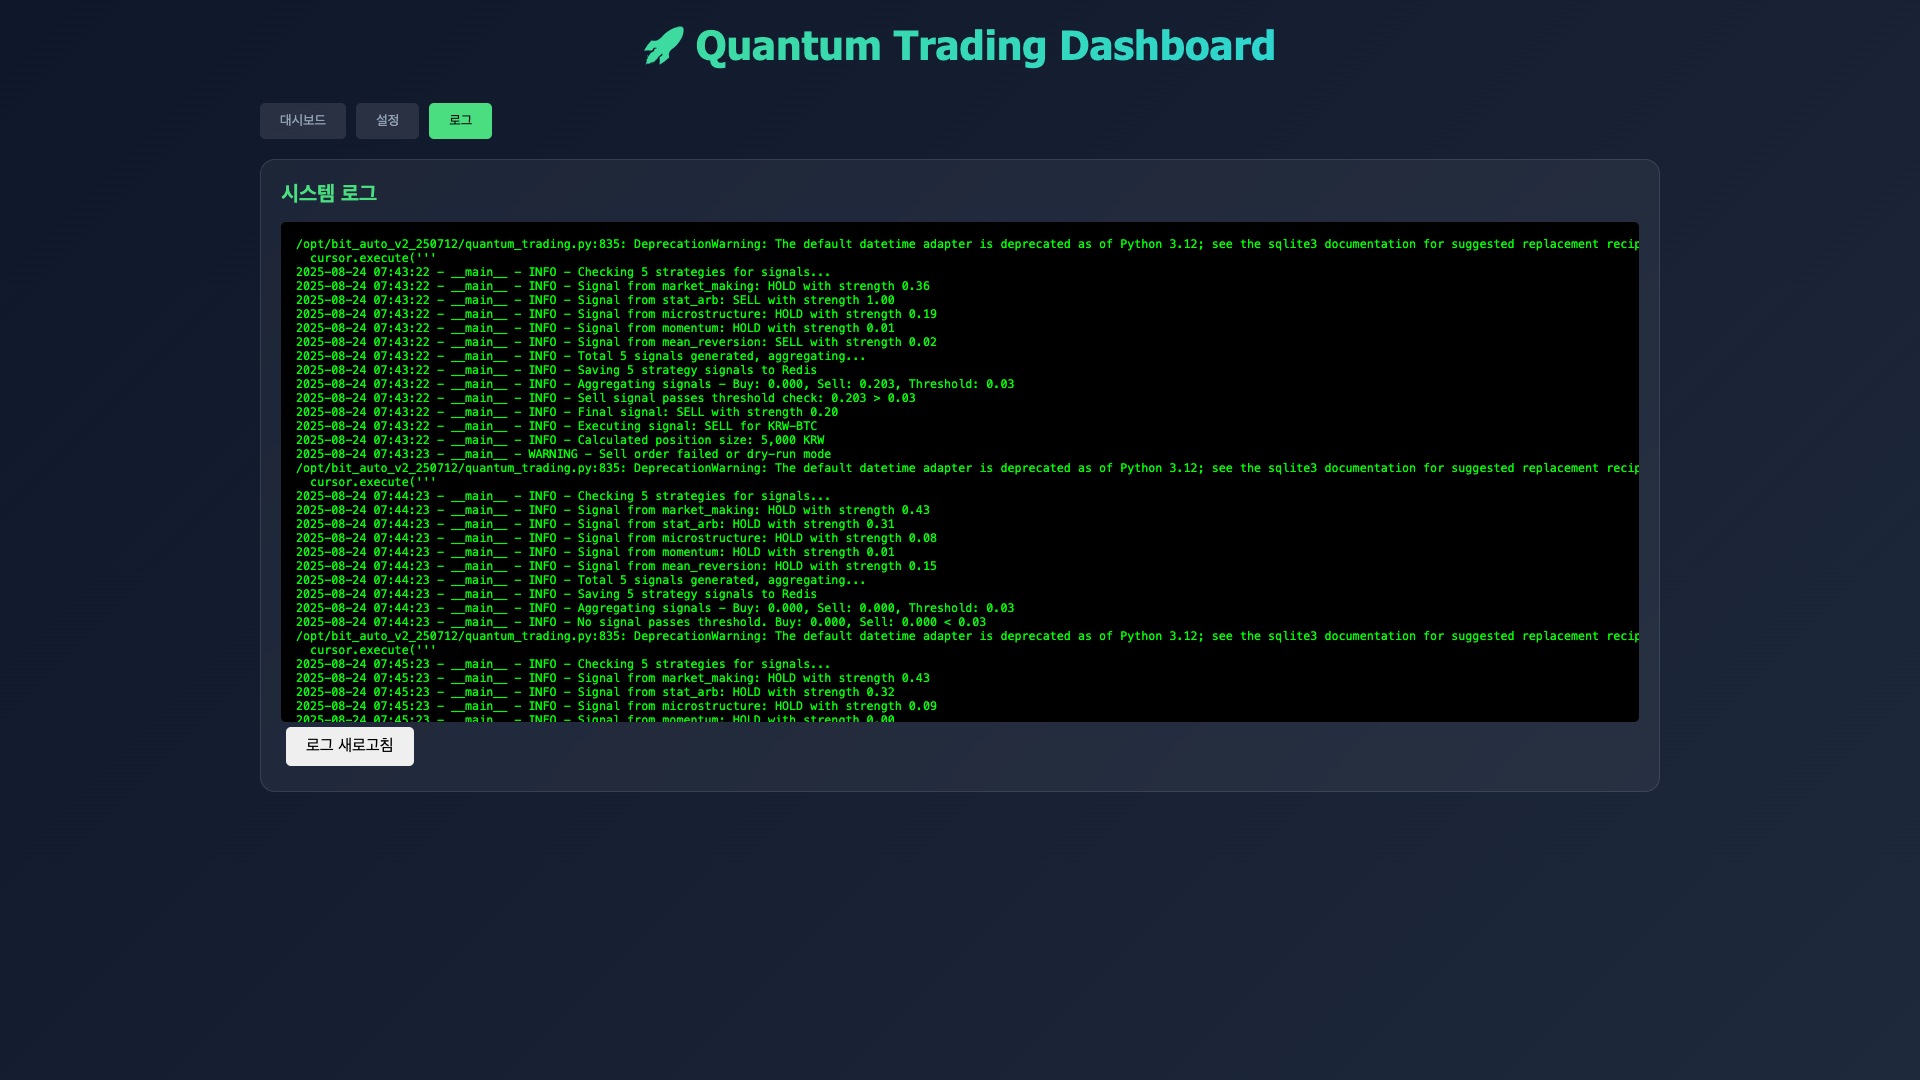 Quantum Trading Dashboard
대시보드
설정
로그
시스템 로그
/opt/bit_auto_v2_250712/quantum_trading.py:835: DeprecationWarning: The default datetime adapter is deprecated as of Python 3.12; see the sqlite3 documentation for suggested replacement recip
cursor.execute('''
2025-08-24 07:43:22 - __main__ - INFO - Checking 5 strategies for signals...
2025-08-24 07:43:22 - __main__ - INFO - Signal from market_making: HOLD with strength 0.36
2025-08-24 07:43:22 - __main__ - INFO - Signal from stat_arb: SELL with strength 1.00
2025-08-24 07:43:22 - __main__ - INFO - Signal from microstructure: HOLD with strength 0.19
2025-08-24 07:43:22 - __main__ - INFO - Signal from momentum: HOLD with strength 0.01
2025-08-24 07:43:22 - __main__ - INFO - Signal from mean_reversion: SELL with strength 0.02
2025-08-24 07:43:22 - __main__ - INFO - Total 5 signals generated, aggregating...
2025-08-24 07:43:22 - __main__ - INFO - Saving 5 strategy signals to Redis
2025-08-24 07:43:22 - __main__ - INFO - Aggregating signals - Buy: 0.000, Sell: 0.203, Threshold: 0.03
2025-08-24 07:43:22 - __main__ - INFO - Sell signal passes threshold check: 0.203 > 0.03
2025-08-24 07:43:22 - __main__ - INFO - Final signal: SELL with strength 0.20
2025-08-24 07:43:22 - __main__ - INFO - Executing signal: SELL for KRW-BTC
2025-08-24 07:43:22 - __main__ - INFO - Calculated position size: 5,000 KRW
2025-08-24 07:43:23 - __main__ - WARNING - Sell order failed or dry-run mode
/opt/bit_auto_v2_250712/quantum_trading.py:835: DeprecationWarning: The default datetime adapter is deprecated as of Python 3.12; see the sqlite3 documentation for suggested replacement recip
cursor.execute('''
2025-08-24 07:44:23 - __main__ - INFO - Checking 5 strategies for signals...
2025-08-24 07:44:23 - __main__ - INFO - Signal from market_making: HOLD with strength 0.43
2025-08-24 07:44:23 - __main__ - INFO - Signal from stat_arb: HOLD with strength 0.31
2025-08-24 07:44:23 - __main__ - INFO - Signal from microstructure: HOLD with strength 0.08
2025-08-24 07:44:23 - __main__ - INFO - Signal from momentum: HOLD with strength 0.01
2025-08-24 07:44:23 - __main__ - INFO - Signal from mean_reversion: HOLD with strength 0.15
2025-08-24 07:44:23 - __main__ - INFO - Total 5 signals generated, aggregating...
2025-08-24 07:44:23 - __main__ - INFO - Saving 5 strategy signals to Redis
2025-08-24 07:44:23 - __main__ - INFO - Aggregating signals - Buy: 0.000, Sell: 0.000, Threshold: 0.03
2025-08-24 07:44:23 - __main__ - INFO - No signal passes threshold. Buy: 0.000, Sell: 0.000 < 0.03
/opt/bit_auto_v2_250712/quantum_trading.py:835: DeprecationWarning: The default datetime adapter is deprecated as of Python 3.12; see the sqlite3 documentation for suggested replacement recip
cursor.execute('''
2025-08-24 07:45:23 - __main__ - INFO - Checking 5 strategies for signals...
2025-08-24 07:45:23 - __main__ - INFO - Signal from market_making: HOLD with strength 0.43
2025-08-24 07:45:23 - __main__ - INFO - Signal from stat_arb: HOLD with strength 0.32
2025-08-24 07:45:23 - __main__ - INFO - Signal from microstructure: HOLD with strength 0.09
2025-08-24 07:45:23 - __main__ - INFO - Signal from momentum: HOLD with strength 0.00
로그 새로고침